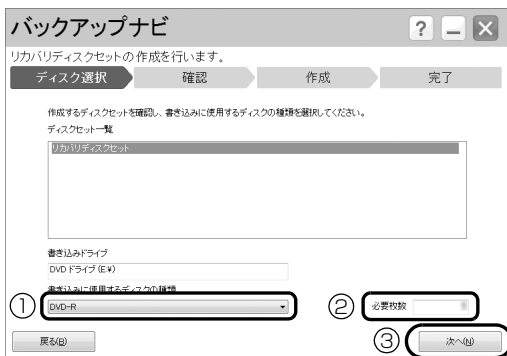 バックアップナビ
?
リカバリディスクセットの作成を行います。
ディスク選択 確認 作成 完了
作成するディスクセットを確認し、書き込みに使用するディスクの種類を選択してください。
ディスクセット一覧
リカバリディスクセット
書き込みドライブ
DVD ドライブ (E:¥)
書き込みに使用するディスクの種類
① DVD-R ② 必要枚数
戻る(B) ③ 次へ(N)